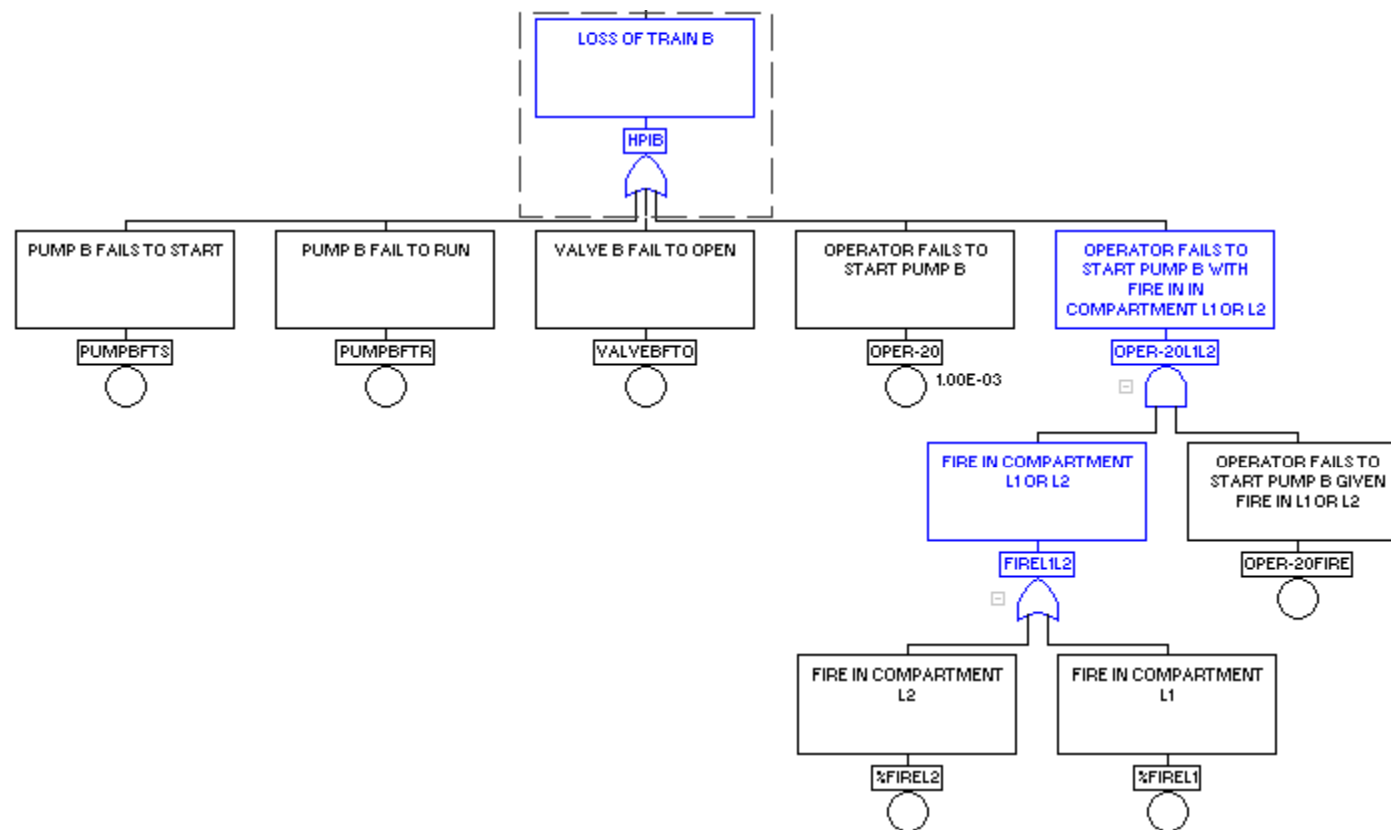 LOSS OF TRAIN B
HPIB
PUMP B FAILS TO START
PUMPBFTS
PUMP B FAIL TO RUN
PUMPBFTR
VALVE B FAIL TO OPEN
VALVEBFTO
OPERATOR FAILS TO
START PUMP B
OPER-20
1.00E-03
OPERATOR FAILS TO
START PUMP B WITH
FIRE IN IN
COMPARTMENT L1 OR L2
OPER-20L1L2
FIRE IN COMPARTMENT
L1 OR L2
FIREL1L2
OPERATOR FAILS TO
START PUMP B GIVEN
FIRE IN L1 OR L2
OPER-20FIRE
FIRE IN COMPARTMENT
L2
%FIREL2
FIRE IN COMPARTMENT
L1
%FIREL1